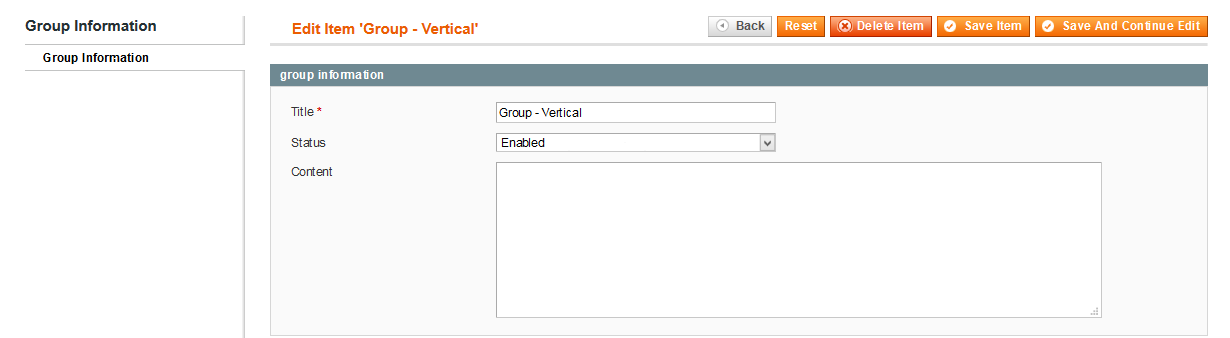 Group Information
Group Information
Edit Item 'Group - Vertical'
Back
Reset
Delete Item
Save Item
Save And Continue Edit
group information
Title *
Group - Vertical
Status
Enabled
Content